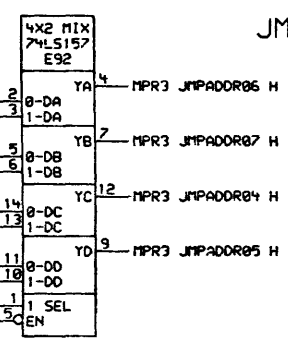 JM
4X2 MIX
74LS157
E92
YA 4 MPR3 JMPADDR06 H
2 0-DA
3 1-DA
YB 7 MPR3 JMPADDR07 H
5 0-DB
6 1-DB
YC 12 MPR3 JMPADDR04 H
14 0-DC
13 1-DC
YD 9 MPR3 JMPADDR05 H
11 0-DD
10 1-DD
1 1 SEL
5 EN